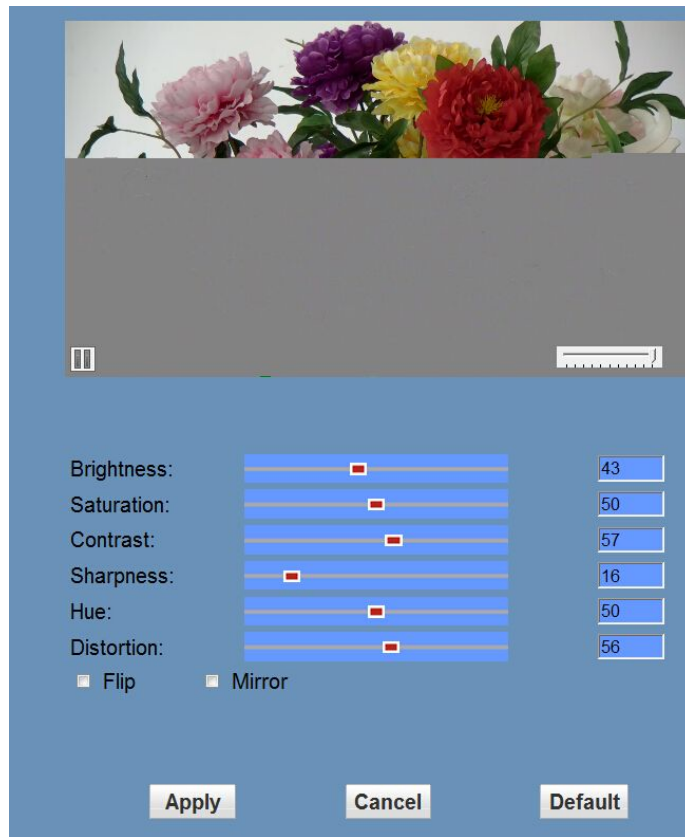 Brightness: 43
Saturation: 50
Contrast: 57
Sharpness: 16
Hue: 50
Distortion: 56
Flip Mirror
Apply Cancel Default